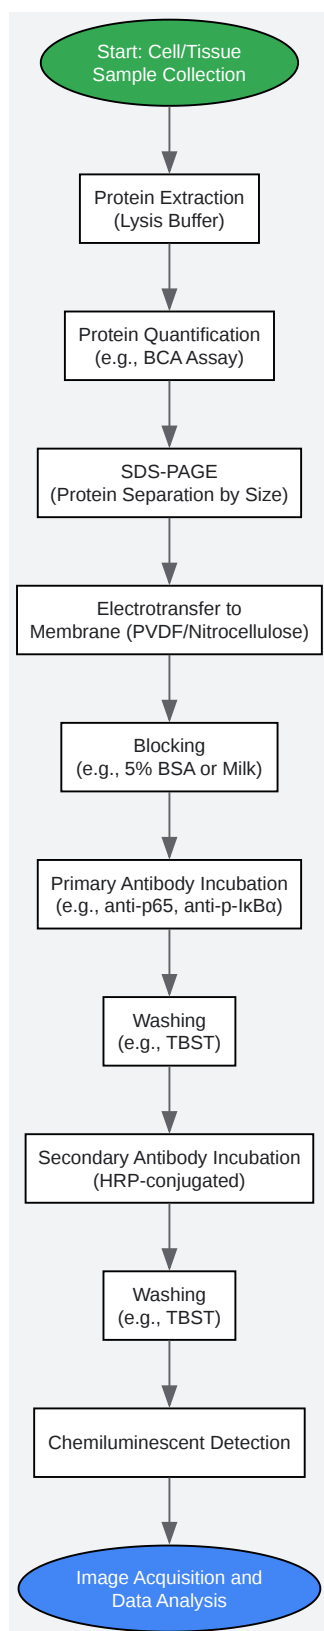 Start: Cell/Tissue
Sample Collection
Protein Extraction
(Lysis Buffer)
Protein Quantification
(e.g., BCA Assay)
SDS-PAGE
(Protein Separation by Size)
Electrotransfer to
Membrane (PVDF/Nitrocellulose)
Blocking
(e.g., 5% BSA or Milk)
Primary Antibody Incubation
(e.g., anti-p65, anti-p-IκBα)
Washing
(e.g., TBST)
Secondary Antibody Incubation
(HRP-conjugated)
Washing
(e.g., TBST)
Chemiluminescent Detection
Image Acquisition and
Data Analysis